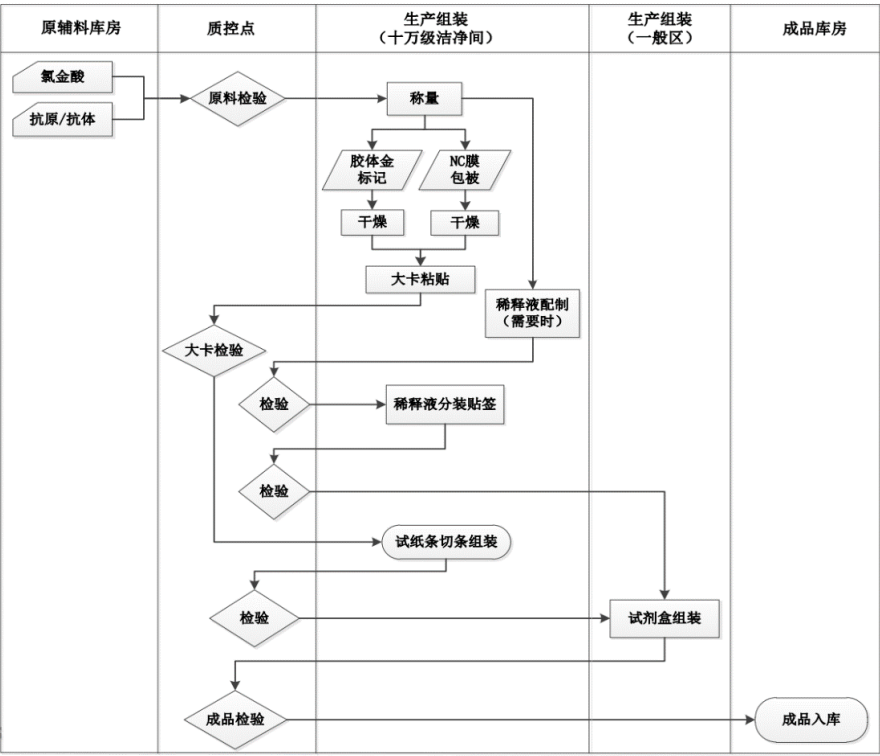 原辅料库房
质控点
生产组装
（十万级洁净间）
生产组装
（一般区）
成品库房
氯金酸
抗原/抗体
原料检验
称量
胶体金
标记
NC膜
包被
干燥
干燥
大卡粘贴
稀释液配制
（需要时）
大卡检验
检验
稀释液分装贴签
检验
试纸条切条组装
检验
试剂盒组装
成品检验
成品入库